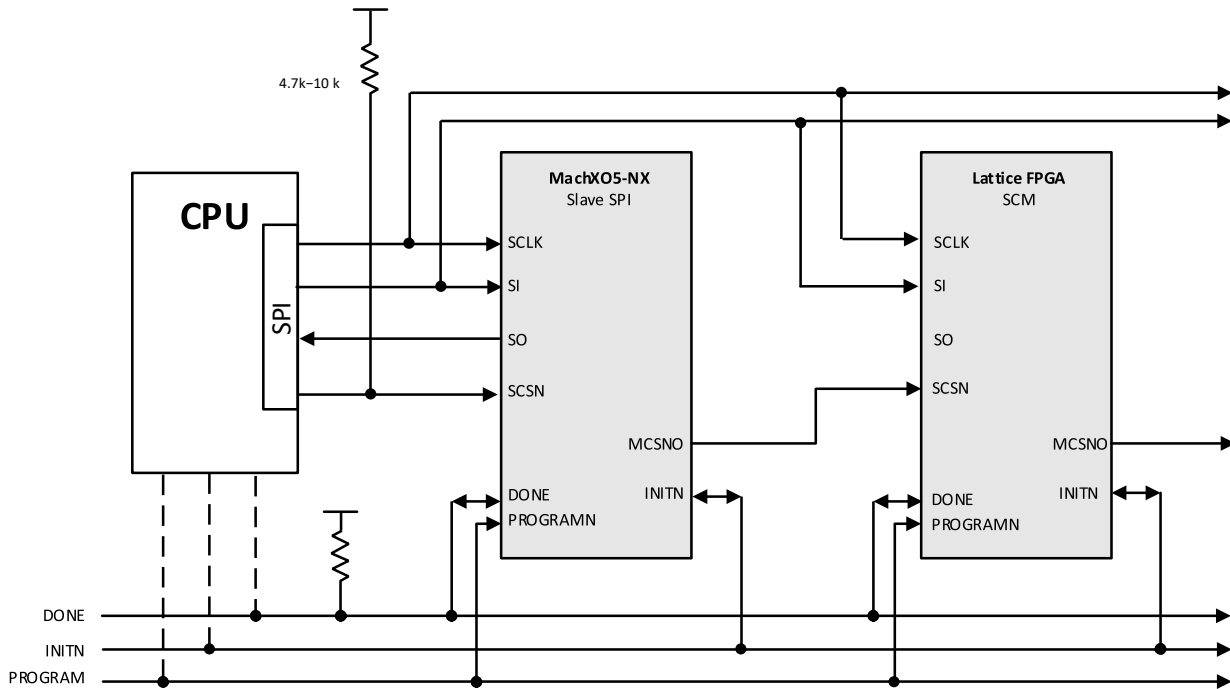 4.7k–10 k
CPU
SPI
MachXO5-NX
Slave SPI
SCLK
SI
SO
SCSN
MCSNO
DONE
INITN
PROGRAMN
Lattice FPGA
SCM
SCLK
SI
SO
SCSN
MCSNO
DONE
INITN
PROGRAMN
DONE
INITN
PROGRAM